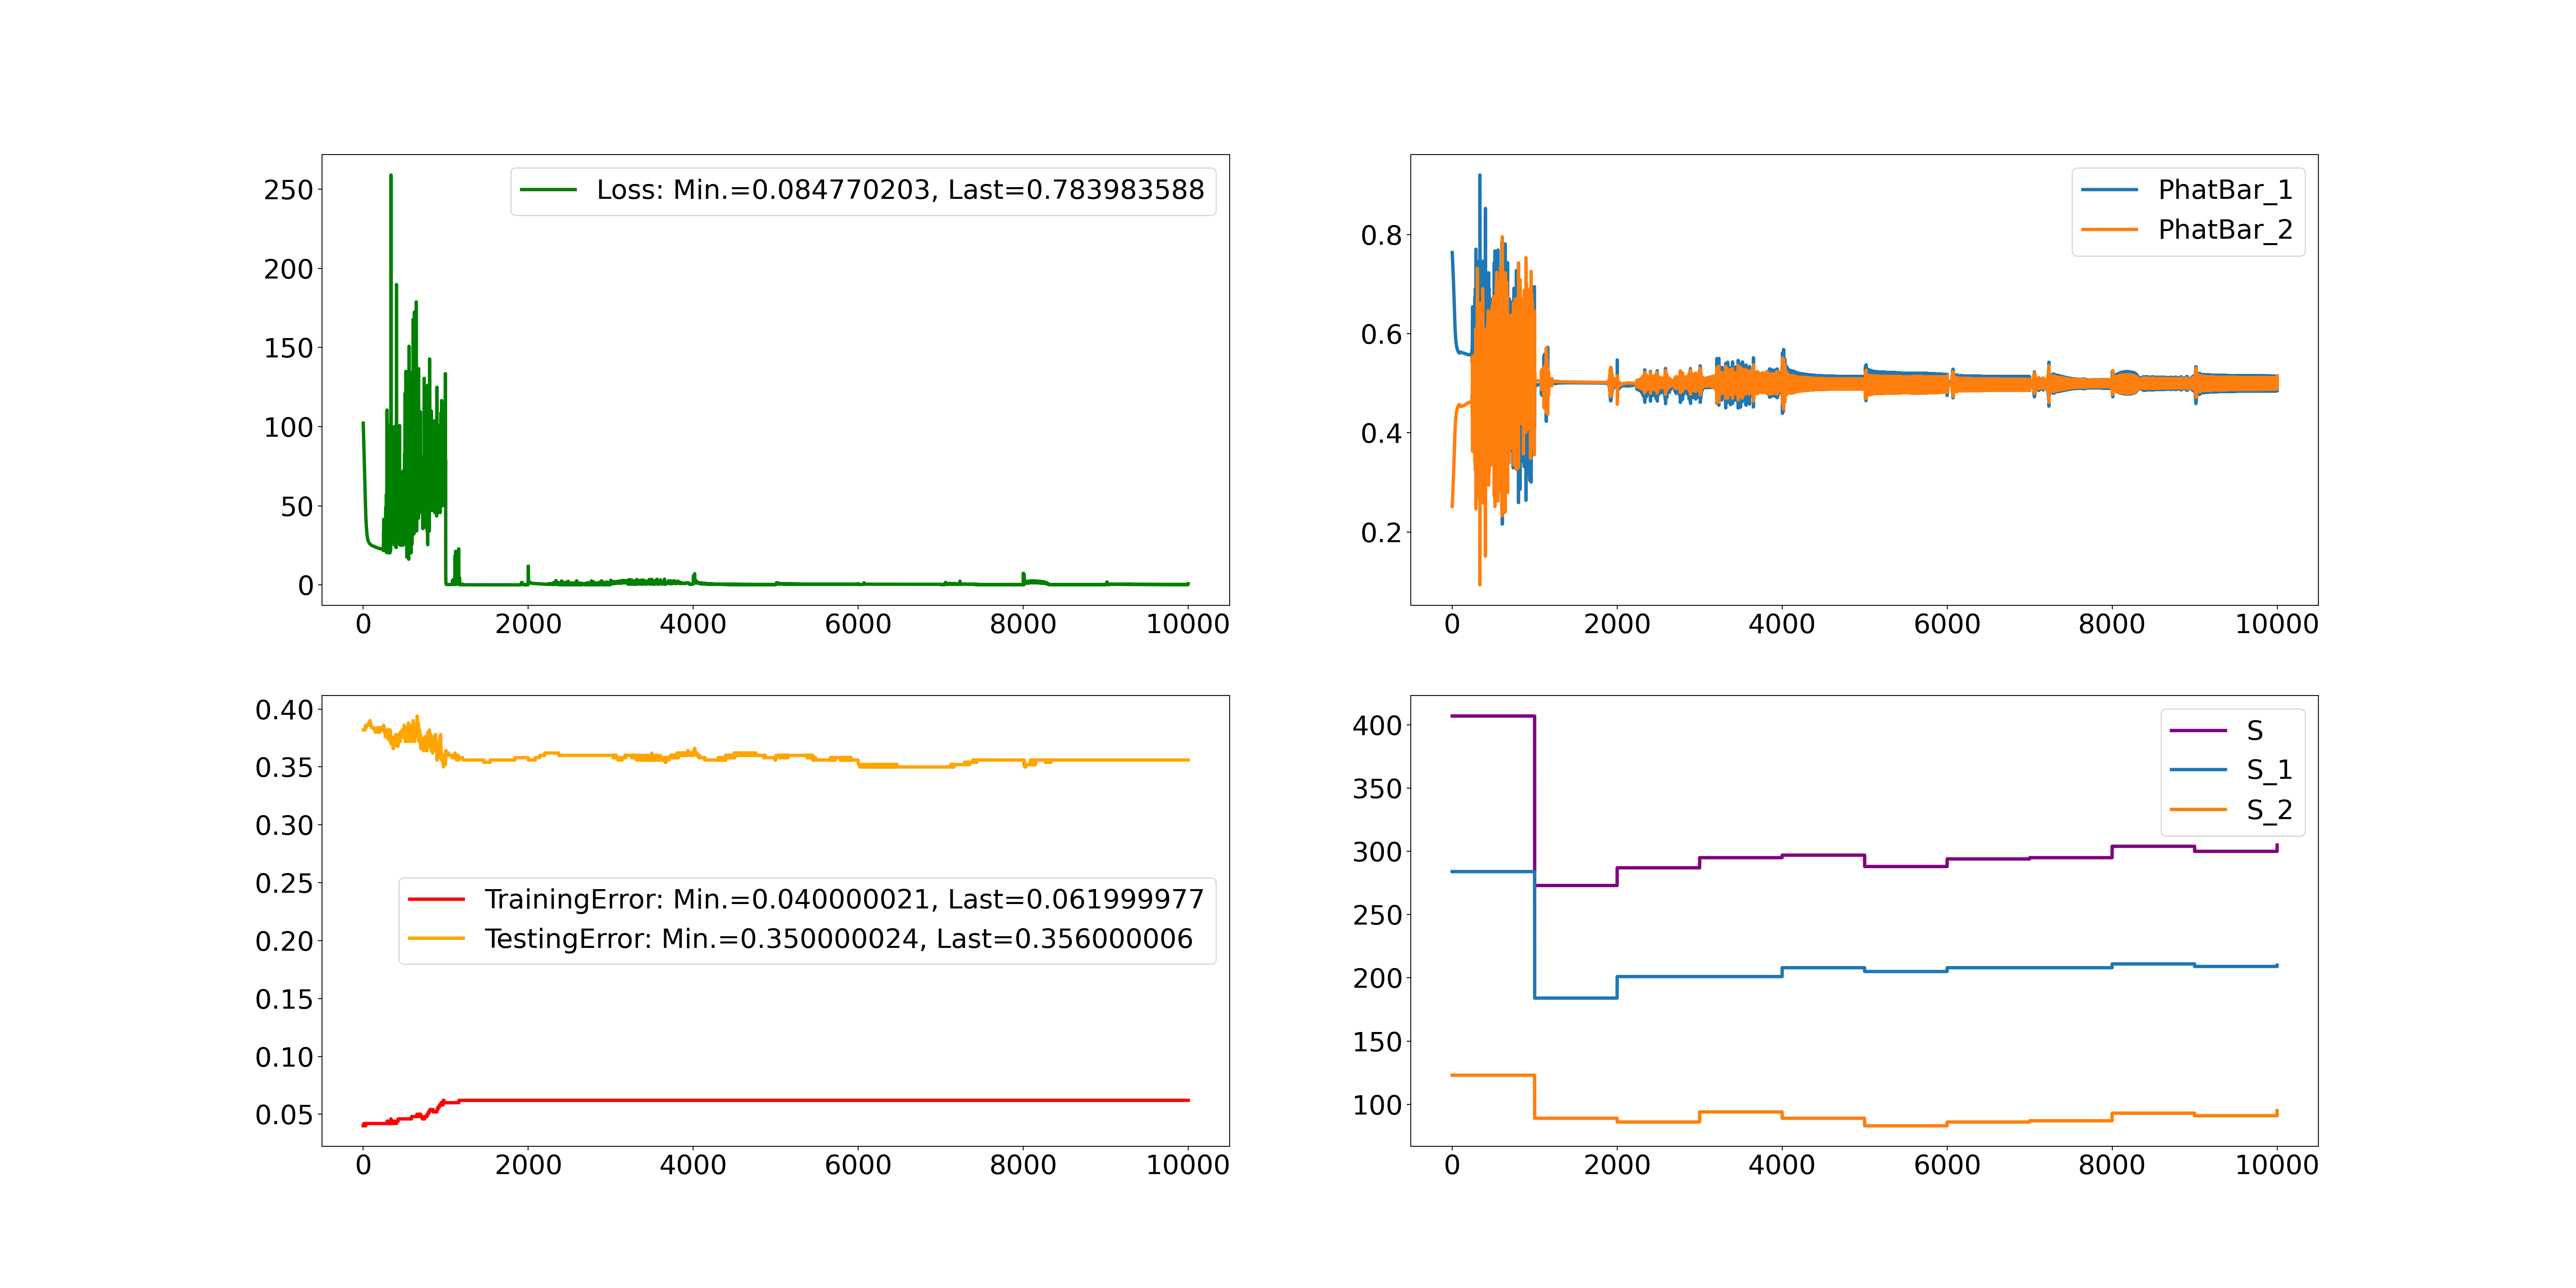 Loss: Min.=0.084770203, Last=0.783983588
250
200
150
100
50
0
0 2000 4000 6000 8000 10000
PhatBar_1
PhatBar_2
0.8
0.6
0.4
0.2
0 2000 4000 6000 8000 10000
0.40
0.35
0.30
0.25
0.20
0.15
0.10
0.05
TrainingError: Min.=0.040000021, Last=0.061999977
TestingError: Min.=0.350000024, Last=0.356000006
0 2000 4000 6000 8000 10000
S
S_1
S_2
400
350
300
250
200
150
100
0 2000 4000 6000 8000 10000